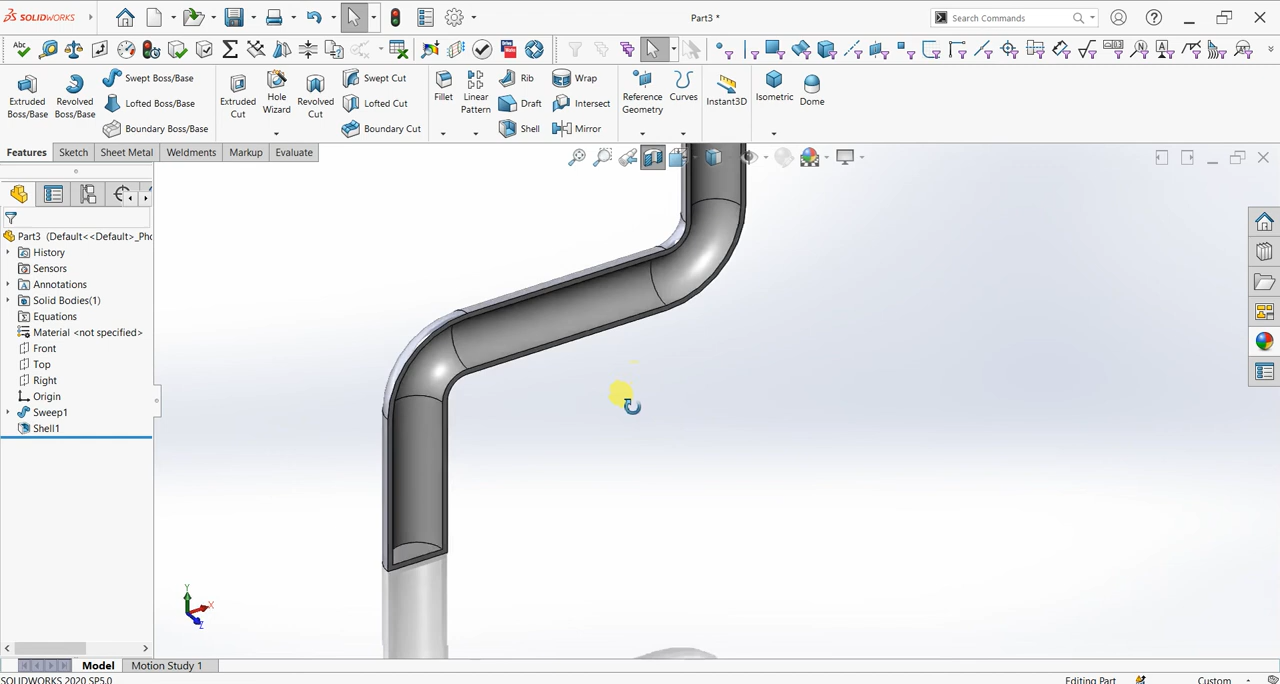 SOLIDWORKS
Part3 *
Search Commands
Extruded Boss/Base
Revolved Boss/Base
Swept Boss/Base
Lofted Boss/Base
Boundary Boss/Base
Extruded Cut
Hole Wizard
Revolved Cut
Swept Cut
Lofted Cut
Boundary Cut
Fillet
Linear Pattern
Rib
Draft
Shell
Wrap
Intersect
Mirror
Reference Geometry
Curves
Instant3D
Isometric
Dome
Features
Sketch
Sheet Metal
Weldments
Markup
Evaluate
Part3 (Default<<Default>_Pho
History
Sensors
Annotations
Solid Bodies(1)
Equations
Material <not specified>
Front
Top
Right
Origin
Sweep1
Shell1
Y
X
Z
Model
Motion Study 1
SOLIDWORKS 2020 SP5.0
Editing Part
Custom